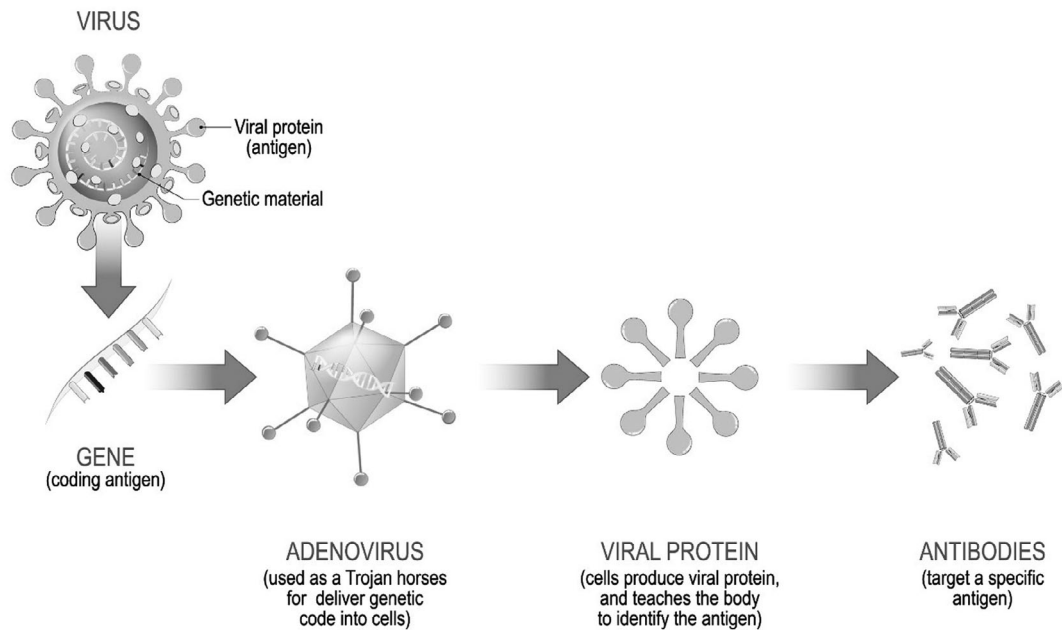 VIRUS
Viral protein
(antigen)
Genetic material
GENE
(coding antigen)
ADENOVIRUS
(used as a Trojan horses
for deliver genetic
code into cells)
VIRAL PROTEIN
(cells produce viral protein,
and teaches the body
to identify the antigen)
ANTIBODIES
(target a specific
antigen)